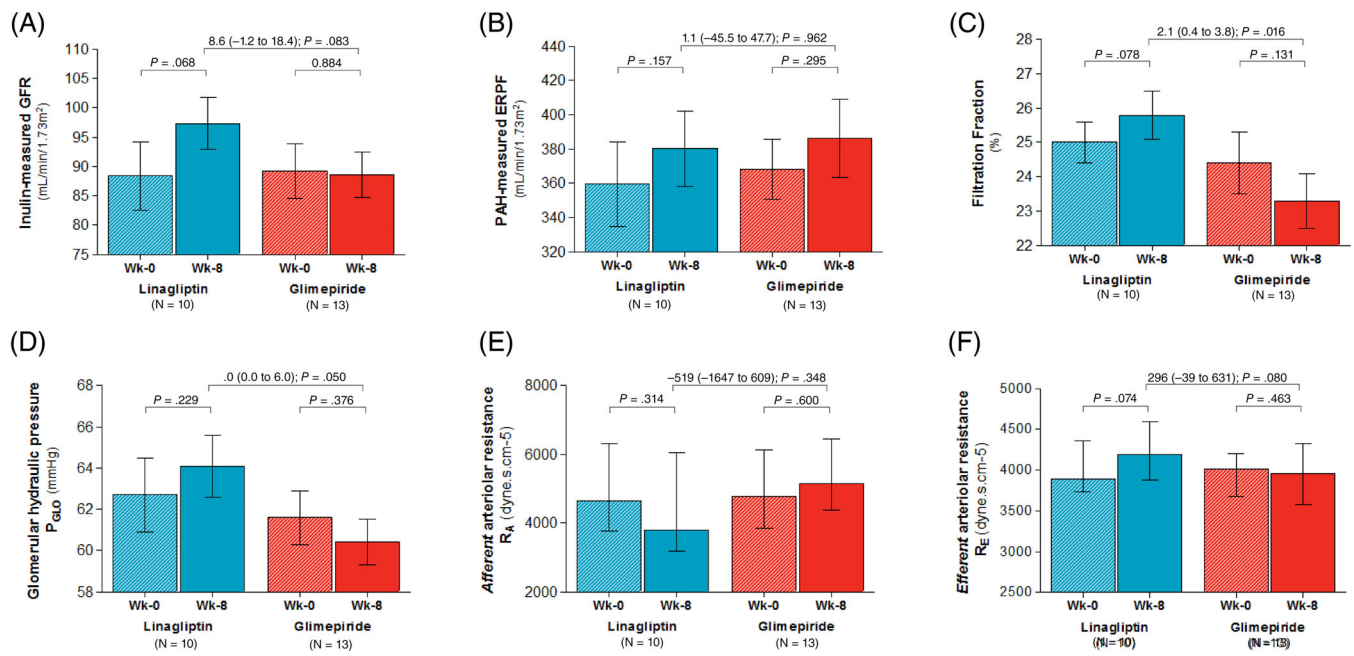 (A)
8.6 (–1.2 to 18.4); P = .083
P = .068
0.884
Inulin-measured GFR
(mL/min/1.73m²)
110
105
100
95
90
85
80
75
Wk-0
Wk-8
Wk-0
Wk-8
Linagliptin
Glimepiride
(N = 10)
(N = 13)
(B)
1.1 (–45.5 to 47.7); P = .962
P = .157
P = .295
PAH-measured ERPF
(mL/min/1.73m²)
440
420
400
380
360
340
320
Wk-0
Wk-8
Wk-0
Wk-8
Linagliptin
Glimepiride
(N = 10)
(N = 13)
(C)
2.1 (0.4 to 3.8); P = .016
P = .078
P = .131
Filtration Fraction
(%)
28
27
26
25
24
23
22
Wk-0
Wk-8
Wk-0
Wk-8
Linagliptin
Glimepiride
(N = 10)
(N = 13)
(D)
.0 (0.0 to 6.0); P = .050
P = .229
P = .376
Glomerular hydraulic pressure
PGLO (mmHg)
68
66
64
62
60
58
Wk-0
Wk-8
Wk-0
Wk-8
Linagliptin
Glimepiride
(N = 10)
(N = 13)
(E)
–519 (–1647 to 609); P = .348
P = .314
P = .600
Afferent arteriolar resistance
RA (dyne.s.cm–5)
8000
6000
4000
2000
Wk-0
Wk-8
Wk-0
Wk-8
Linagliptin
Glimepiride
(N = 10)
(N = 13)
(F)
296 (–39 to 631); P = .080
P = .074
P = .463
Efferent arteriolar resistance
RE (dyne.s.cm–5)
5000
4500
4000
3500
3000
2500
Wk-0
Wk-8
Wk-0
Wk-8
Linagliptin
Glimepiride
(N = 10)
(N = 13)